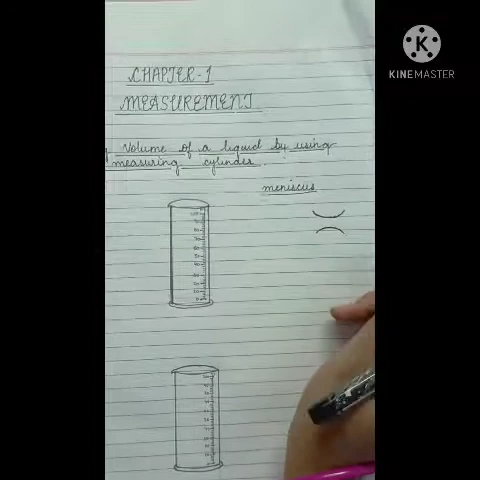 KINEMASTER
CHAPTER-1
MEASUREMENT
Volume of a liquid by using
measuring cylinder.
meniscus